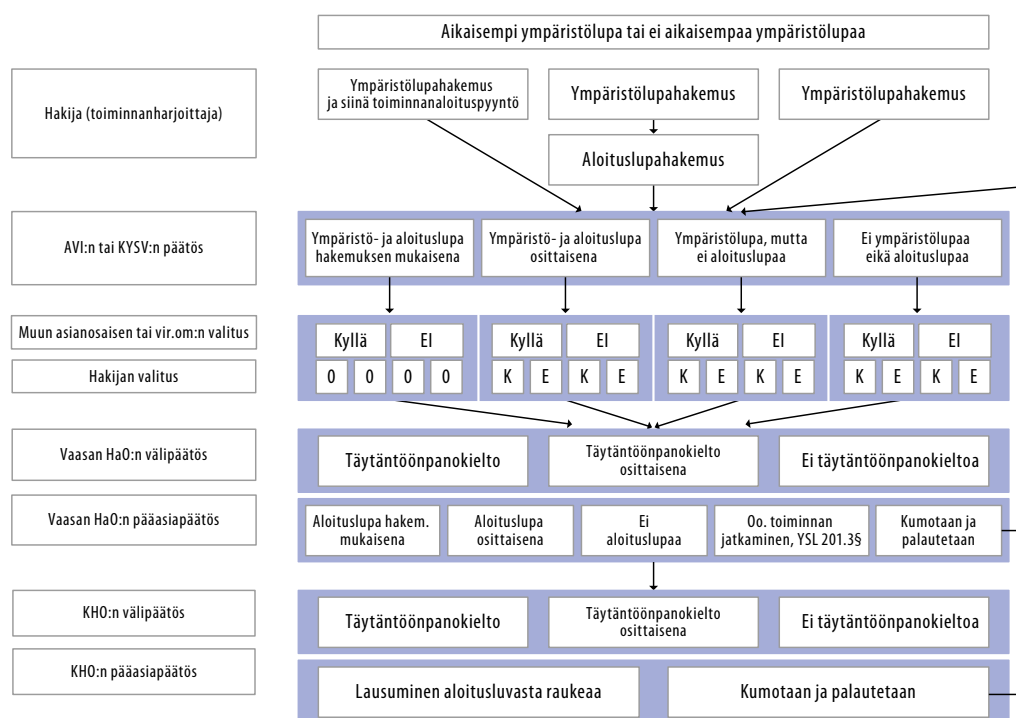 Aikaisempi ympäristölupa tai ei aikaisempaa ympäristölupaa
Hakija (toiminnanharjoittaja)
Ympäristölupahakemus
ja siinä toiminnanaloituspyyntö
Ympäristölupahakemus
Ympäristölupahakemus
Aloituslupahakemus
AVI:n tai KYSV:n päätös
Ympäristö- ja aloituslupa
hakemuksen mukaisena
Ympäristö- ja aloituslupa
osittaisena
Ympäristölupa, mutta
ei aloituslupaa
Ei ympäristölupaa
eikä aloituslupaa
Muun asianosaisen tai vir.om:n valitus
Kyllä
EI
Kyllä
EI
Kyllä
EI
Kyllä
EI
Hakijan valitus
0 0 0 0
K E K E
K E K E
K E K E
Vaasan HaO:n välipäätös
Täytäntöönpanokielto
Täytäntöönpanokielto
osittaisena
Ei täytäntöönpanokieltoa
Vaasan HaO:n pääasiapäätös
Aloituslupa hakem.
mukaisena
Aloituslupa
osittaisena
Ei
aloituslupaa
Oo. toiminnan
jatkaminen, YSL 201.3§
Kumotaan ja
palautetaan
KHO:n välipäätös
Täytäntöönpanokielto
Täytäntöönpanokielto
osittaisena
Ei täytäntöönpanokieltoa
KHO:n pääasiapäätös
Lausuminen aloitusluvasta raukeaa
Kumotaan ja palautetaan